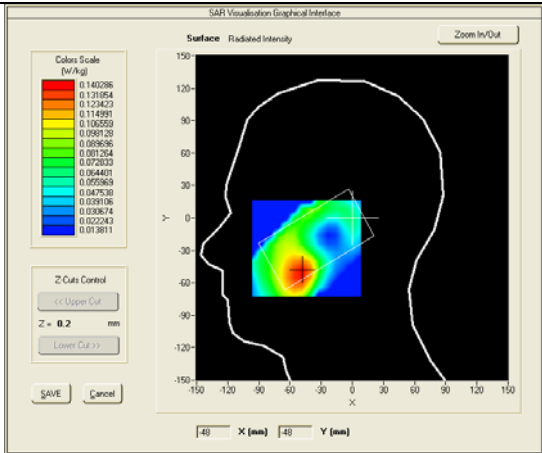 SAR Visualisation Graphical Interface
Surface Radiated Intensity
Zoom In/Out
Colors Scale
(W/kg)
0.140286
0.131854
0.123423
0.114991
0.106559
0.098128
0.089696
0.081264
0.072833
0.064401
0.055969
0.047538
0.039106
0.030674
0.022243
0.013811
Z-Cuts Control
<< Upper Cut
Z = 0.2 mm
Lower Cut >>
SAVE Cancel
150
120
90
60
30
0
-30
-60
-90
-120
-150
Y
-150 -120 -90 -60 -30 0 30 60 90 120 150
X
-48 X (mm) -48 Y (mm)